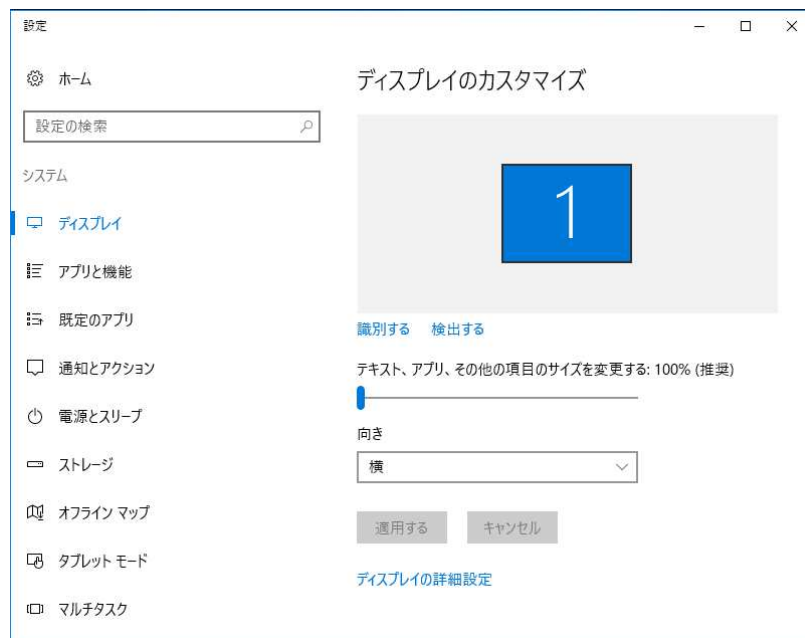 設定
ホーム
設定の検索
システム
ディスプレイ
アプリと機能
既定のアプリ
通知とアクション
電源とスリープ
ストレージ
オフライン マップ
タブレット モード
マルチタスク
ディスプレイのカスタマイズ
1
識別する 検出する
テキスト、アプリ、その他の項目のサイズを変更する: 100% (推奨)
向き
横
適用する キャンセル
ディスプレイの詳細設定